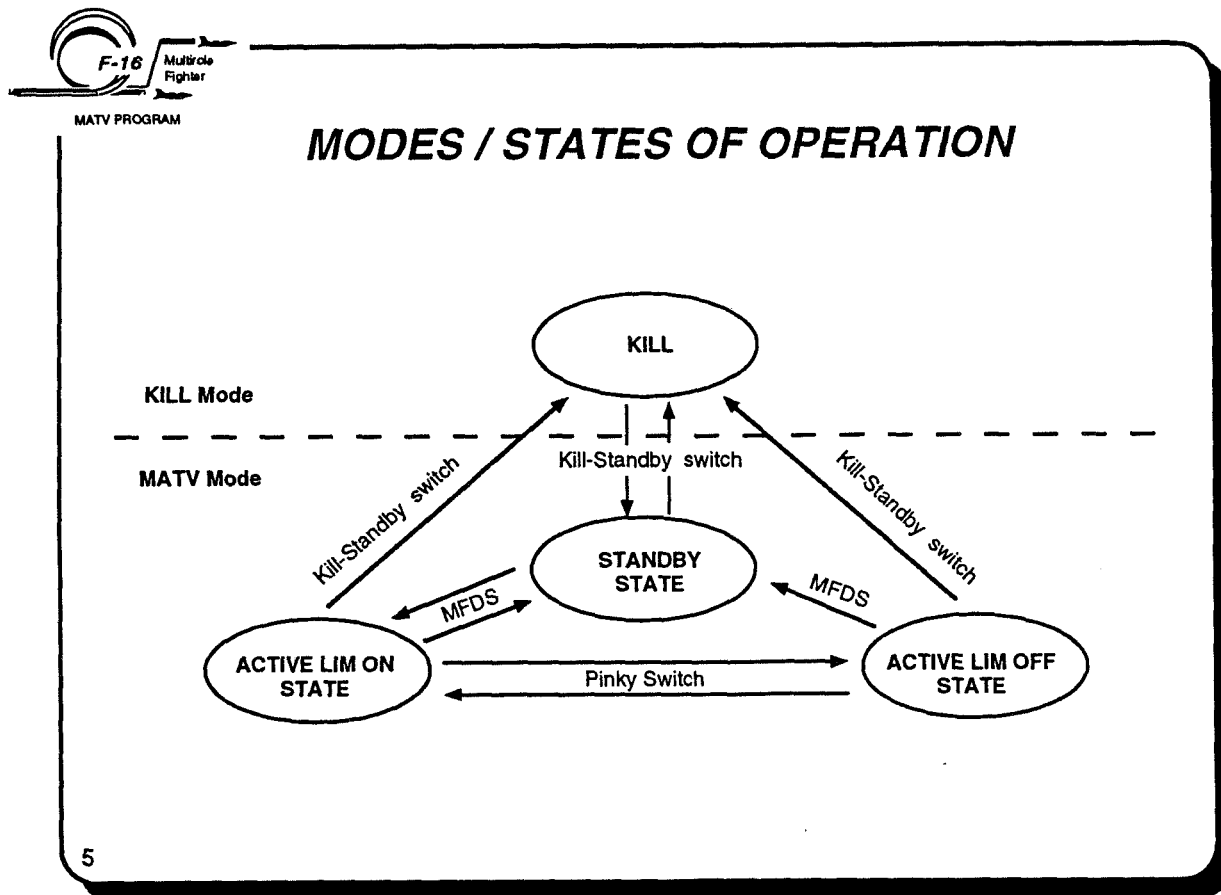 F-16
Multirole
Fighter
MATV PROGRAM
MODES / STATES OF OPERATION
KILL
KILL Mode
MATV Mode
Kill-Standby switch
Kill-Standby switch
Kill-Standby switch
STANDBY
STATE
MFDS
MFDS
ACTIVE LIM ON
STATE
Pinky Switch
ACTIVE LIM OFF
STATE
5